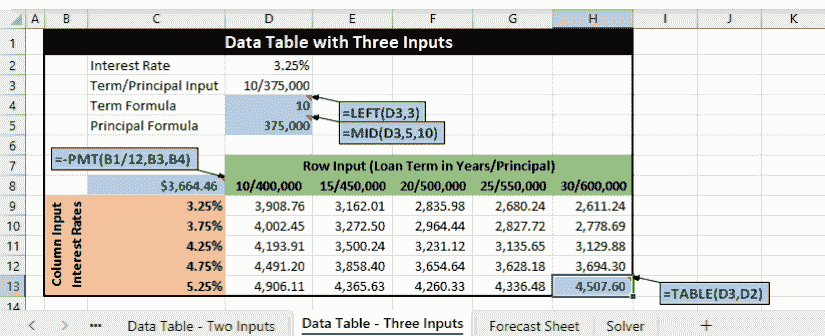 A B C D E F G H I J K
1 Data Table with Three Inputs
2 Interest Rate 3.25%
3 Term/Principal Input 10/375,000
4 Term Formula 10 =LEFT(D3,3)
5 Principal Formula 375,000 =MID(D3,5,10)
6
7 =-PMT(B1/12,B3,B4) Row Input (Loan Term in Years/Principal)
8 $3,664.46 10/400,000 15/450,000 20/500,000 25/550,000 30/600,000
Column Input
Interest Rates
9 3.25% 3,908.76 3,162.01 2,835.98 2,680.24 2,611.24
10 3.75% 4,002.45 3,272.50 2,964.44 2,827.72 2,778.69
11 4.25% 4,193.91 3,500.24 3,231.12 3,135.65 3,129.88
12 4.75% 4,491.20 3,858.40 3,654.64 3,628.18 3,694.30
13 5.25% 4,906.11 4,365.63 4,260.33 4,336.48 4,507.60 =TABLE(D3,D2)
14
Data Table - Two Inputs Data Table - Three Inputs Forecast Sheet Solver